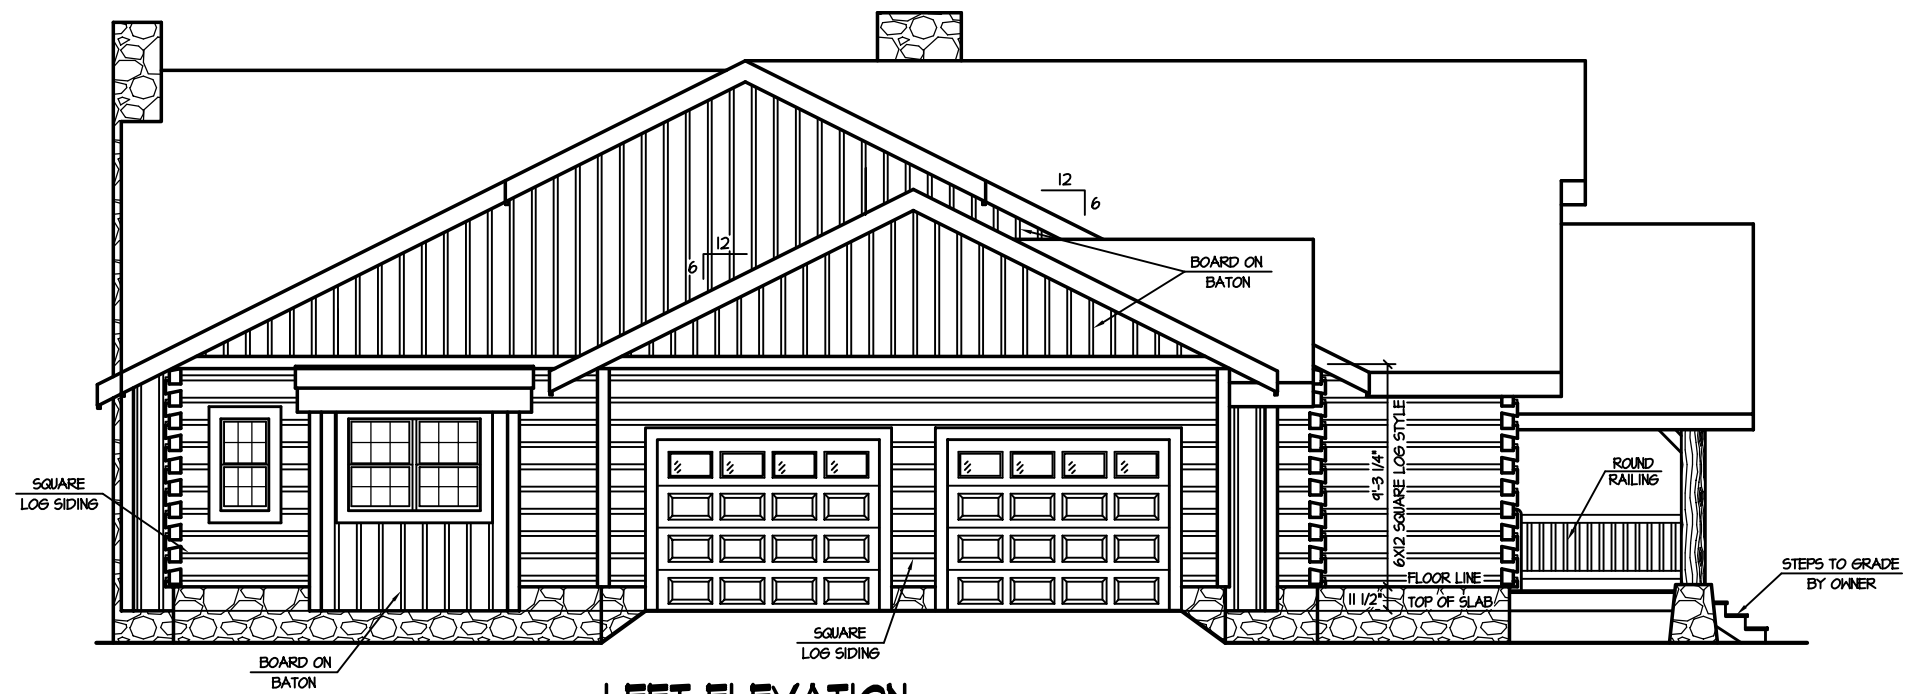 12
6
12
6
BOARD ON
BATON
SQUARE
LOG SIDING
9'-3 1/4"
6X12 SQUARE LOG STYLE
ROUND
RAILING
FLOOR LINE
11 1/2"
TOP OF SLAB
STEPS TO GRADE
BY OWNER
SQUARE
LOG SIDING
BOARD ON
BATON
LEFT ELEVATION